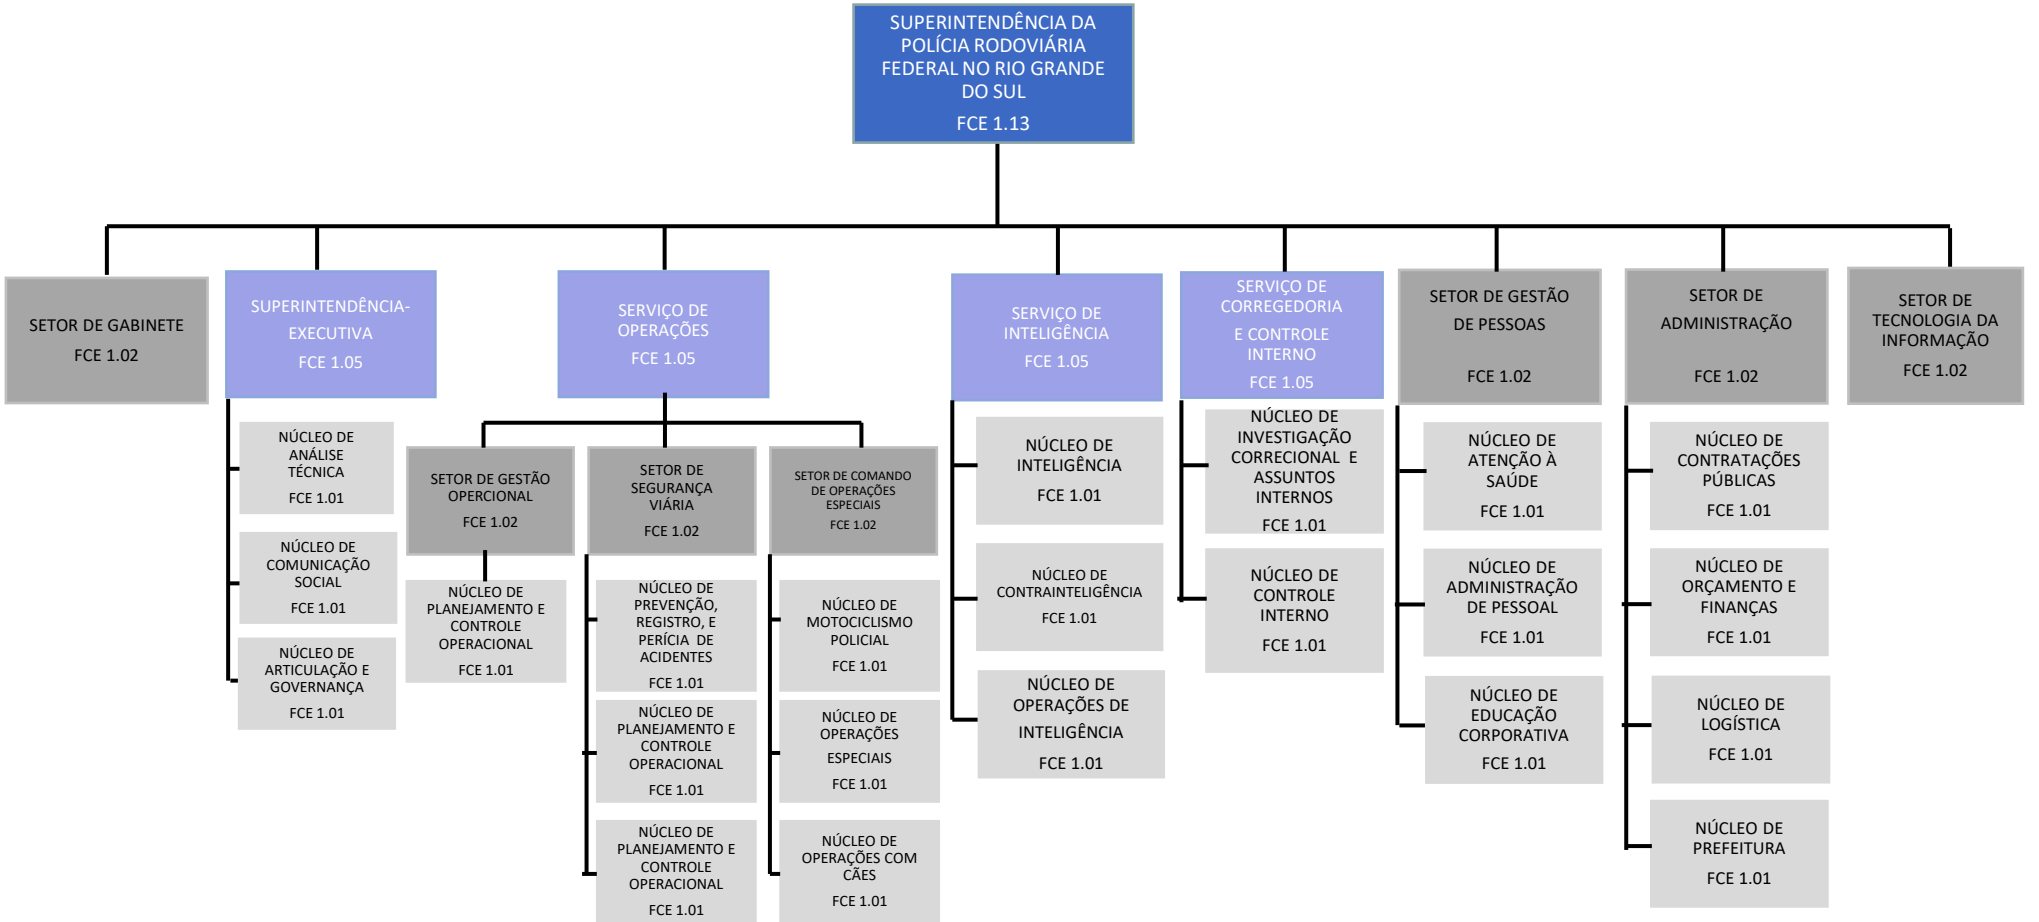 SUPERINTENDÊNCIA DA
POLÍCIA RODOVIÁRIA
FEDERAL NO RIO GRANDE
DO SUL
FCE 1.13
SETOR DE GABINETE
FCE 1.02
SUPERINTENDÊNCIA-
EXECUTIVA
FCE 1.05
NÚCLEO DE
ANÁLISE
TÉCNICA
FCE 1.01
NÚCLEO DE
COMUNICAÇÃO
SOCIAL
FCE 1.01
NÚCLEO DE
ARTICULAÇÃO E
GOVERNANÇA
FCE 1.01
SERVIÇO DE
OPERAÇÕES
FCE 1.05
SETOR DE GESTÃO
OPERCIONAL
FCE 1.02
NÚCLEO DE
PLANEJAMENTO E
CONTROLE
OPERACIONAL
FCE 1.01
SETOR DE
SEGURANÇA
VIÁRIA
FCE 1.02
NÚCLEO DE
PREVENÇÃO,
REGISTRO, E
PERÍCIA DE
ACIDENTES
FCE 1.01
NÚCLEO DE
PLANEJAMENTO E
CONTROLE
OPERACIONAL
FCE 1.01
NÚCLEO DE
PLANEJAMENTO E
CONTROLE
OPERACIONAL
FCE 1.01
SETOR DE COMANDO
DE OPERAÇÕES
ESPECIAIS
FCE 1.02
NÚCLEO DE
MOTOCICLISMO
POLICIAL
FCE 1.01
NÚCLEO DE
OPERAÇÕES
ESPECIAIS
FCE 1.01
NÚCLEO DE
OPERAÇÕES COM
CÃES
FCE 1.01
SERVIÇO DE
INTELIGÊNCIA
FCE 1.05
NÚCLEO DE
INTELIGÊNCIA
FCE 1.01
NÚCLEO DE
CONTRAINTELIGÊNCIA
FCE 1.01
NÚCLEO DE
OPERAÇÕES DE
INTELIGÊNCIA
FCE 1.01
SERVIÇO DE
CORREGEDORIA
E CONTROLE
INTERNO
FCE 1.05
NÚCLEO DE
INVESTIGAÇÃO
CORRECIONAL E
ASSUNTOS
INTERNOS
FCE 1.01
NÚCLEO DE
CONTROLE
INTERNO
FCE 1.01
SETOR DE GESTÃO
DE PESSOAS
FCE 1.02
NÚCLEO DE
ATENÇÃO À
SAÚDE
FCE 1.01
NÚCLEO DE
ADMINISTRAÇÃO
DE PESSOAL
FCE 1.01
NÚCLEO DE
EDUCAÇÃO
CORPORATIVA
FCE 1.01
SETOR DE
ADMINISTRAÇÃO
FCE 1.02
NÚCLEO DE
CONTRATAÇÕES
PÚBLICAS
FCE 1.01
NÚCLEO DE
ORÇAMENTO E
FINANÇAS
FCE 1.01
NÚCLEO DE
LOGÍSTICA
FCE 1.01
NÚCLEO DE
PREFEITURA
FCE 1.01
SETOR DE
TECNOLOGIA DA
INFORMAÇÃO
FCE 1.02